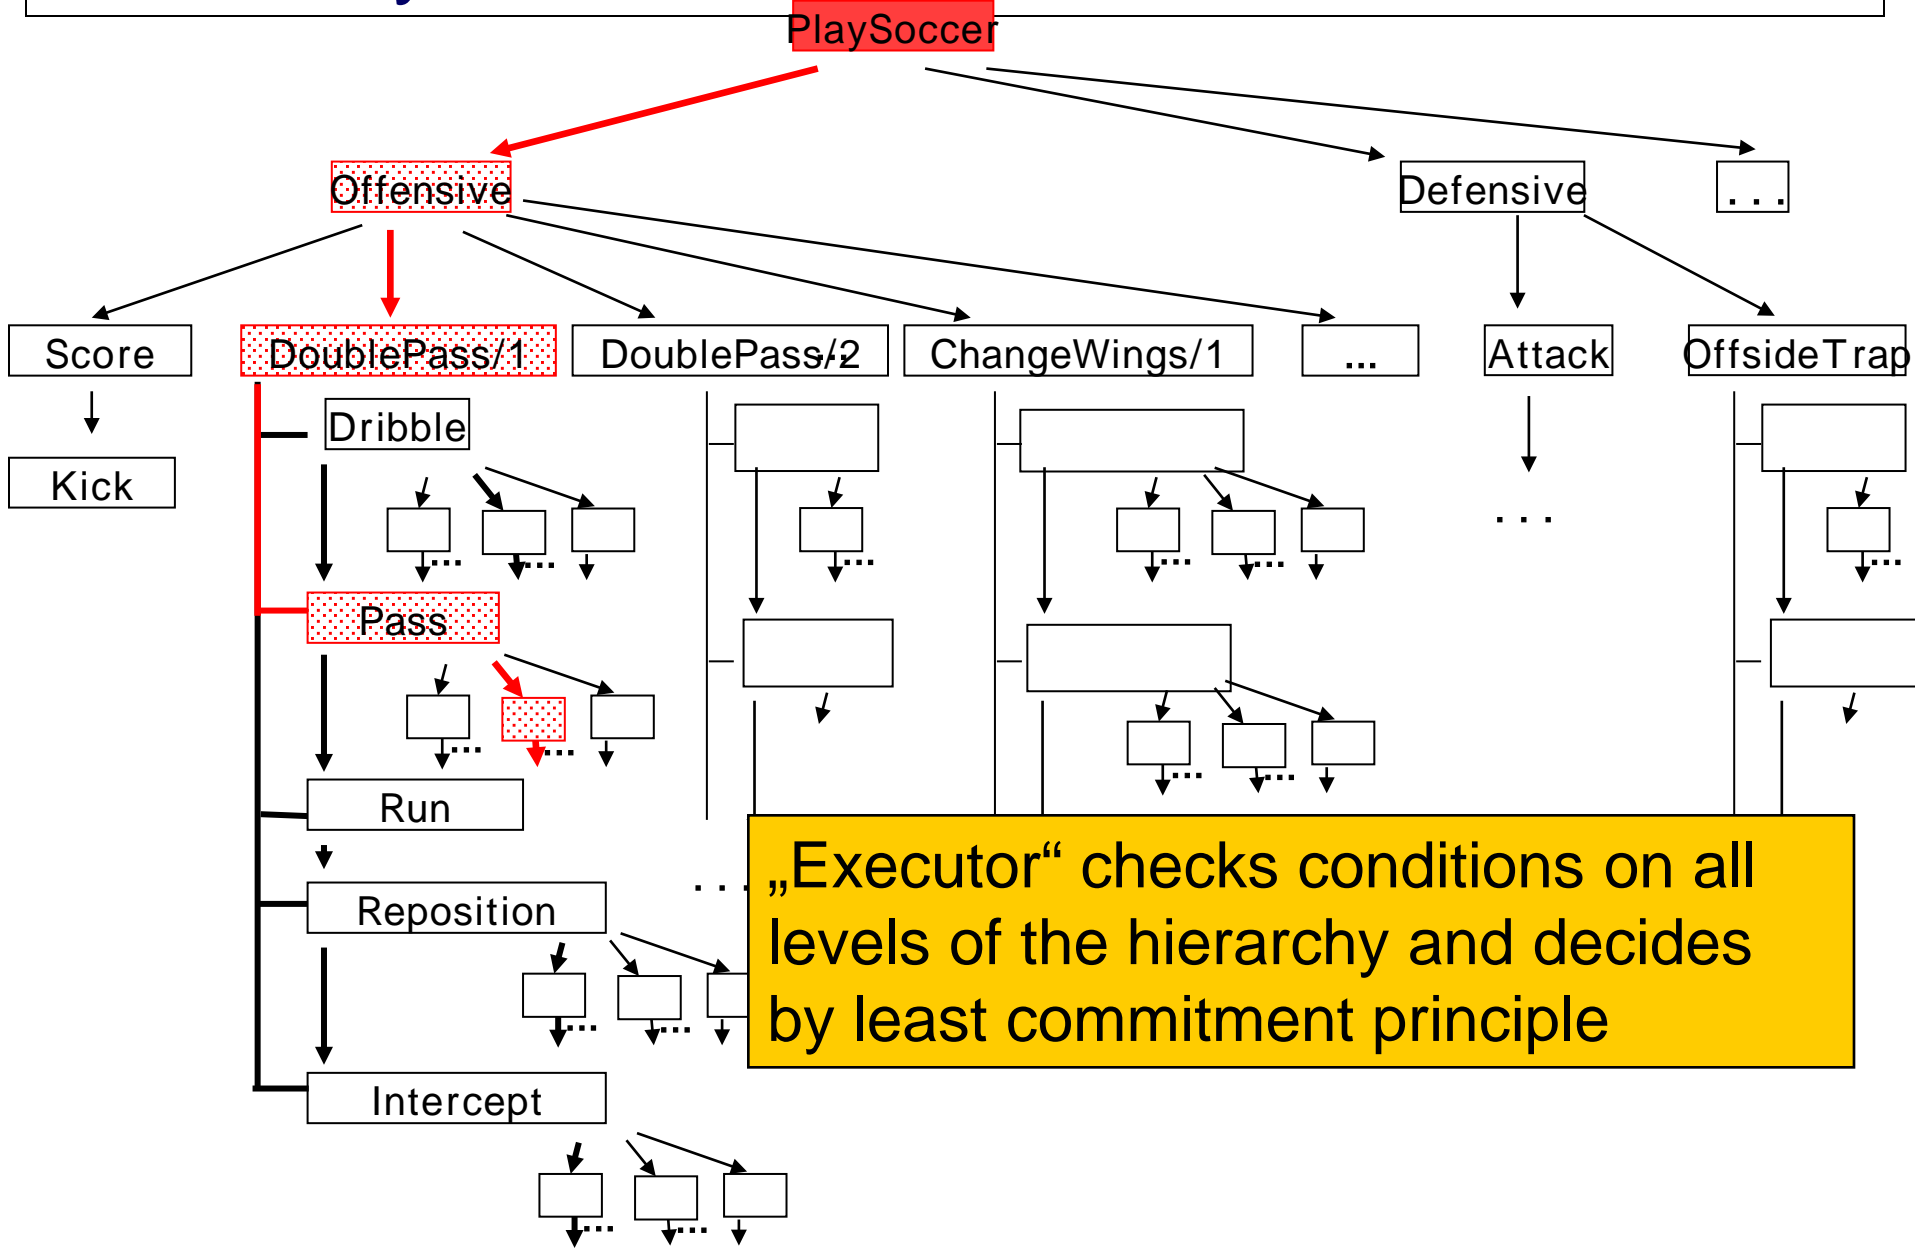 PlaySoccer
Offensive
Defensive
. . .
Score
DoublePass/1
DoublePass/2
...
ChangeWings/1
...
Attack
OffsideTrap
Dribble
Kick
...
...
...
...
...
. . .
...
Pass
...
...
...
...
Run
. . .
„Executor“ checks conditions on all
levels of the hierarchy and decides
by least commitment principle
Reposition
...
...
Intercept
...
...